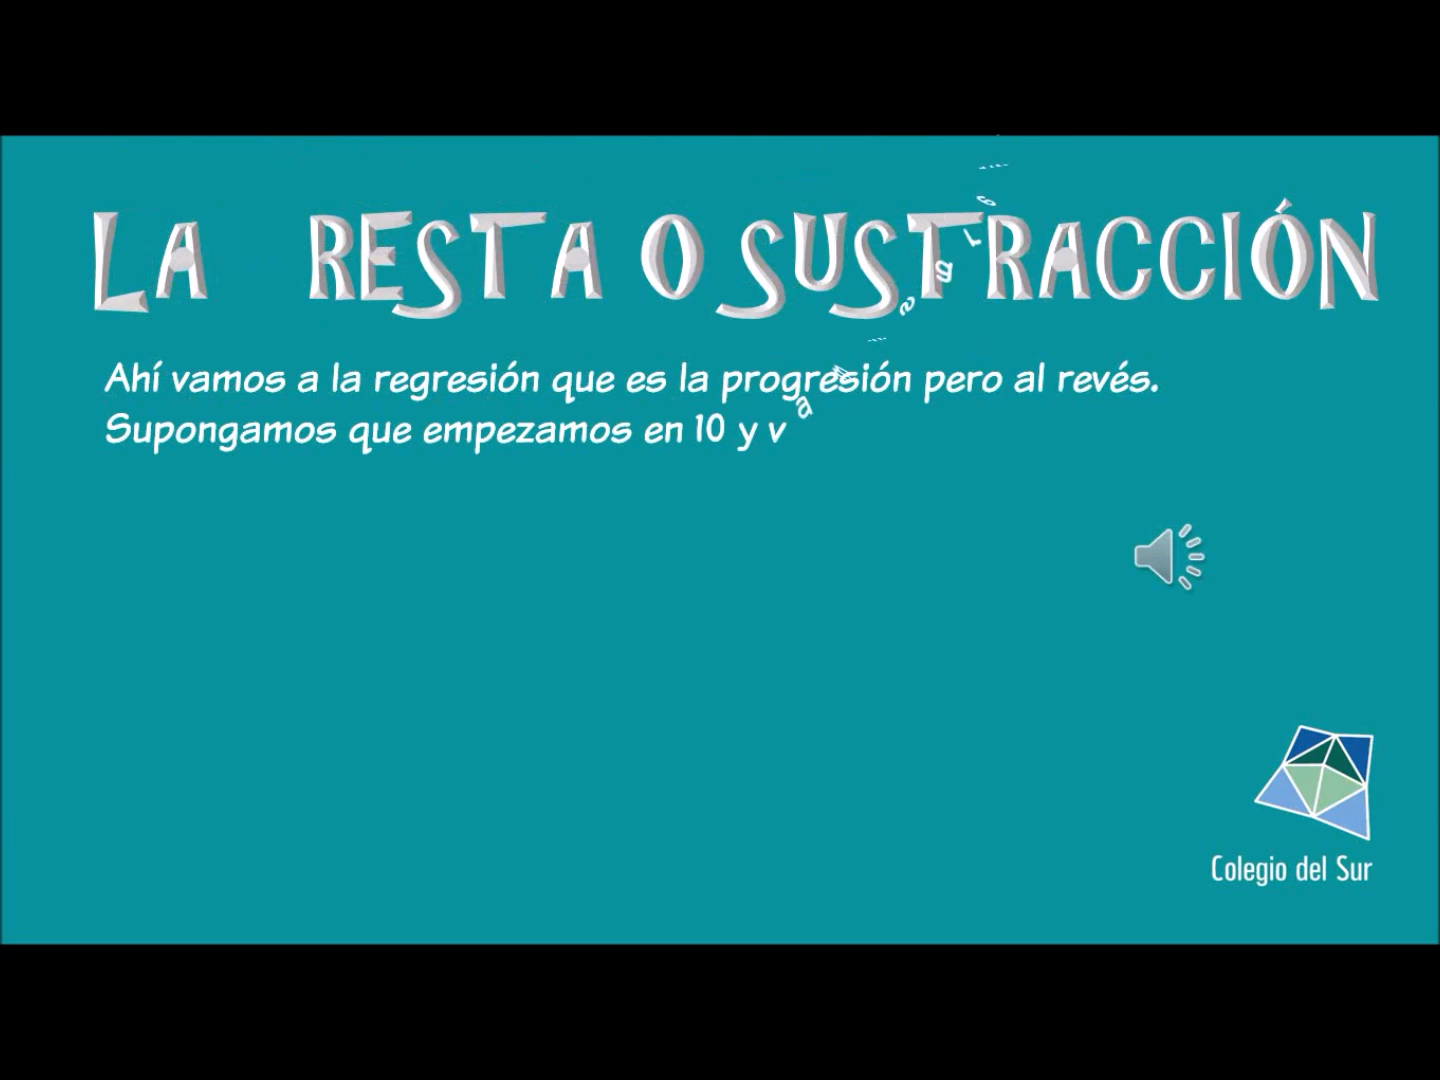 LA RESTA O SUSTRACCIÓN
Ahí vamos a la regresión que es la progresión pero al revés.
Supongamos que empezamos en 10 y v
Colegio del Sur